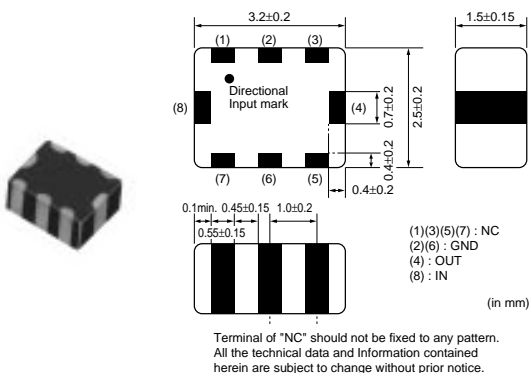 3.2±0.2
1.5±0.15
(1) (2) (3)
Directional
Input mark
(8)
(4)
0.7±0.2
2.5±0.2
0.4±0.2
(7) (6) (5)
0.4±0.2
0.1min. 0.45±0.15 1.0±0.2
0.55±0.15
(1)(3)(5)(7) : NC
(2)(6) : GND
(4) : OUT
(8) : IN
(in mm)
Terminal of "NC" should not be fixed to any pattern.
All the technical data and Information contained
herein are subject to change without prior notice.